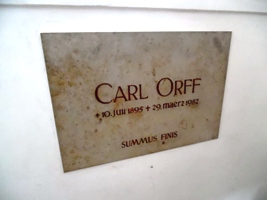 CARL ORFF
+ 10. Juli 1895 + 29. Maerz 1982
SUMMUS FINIS